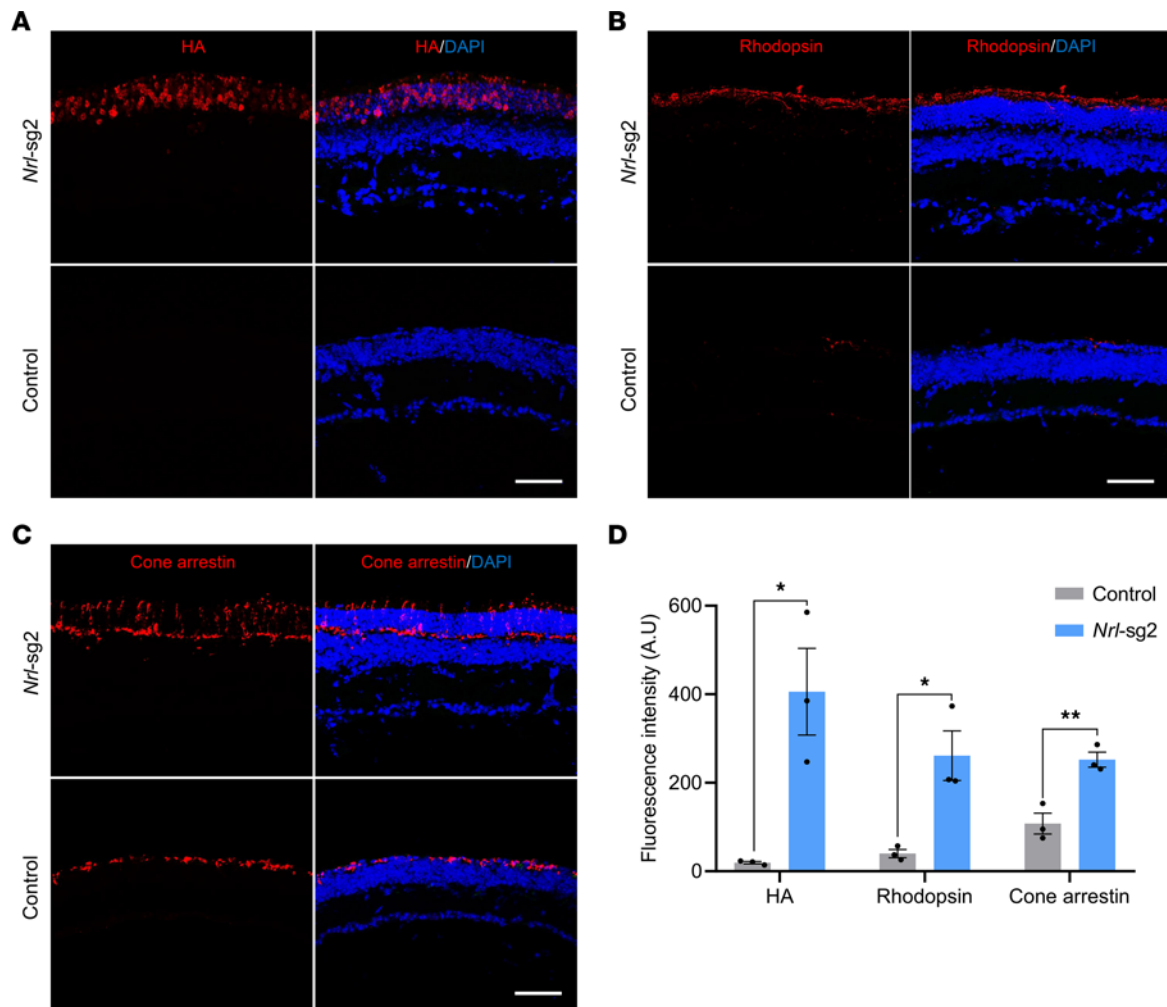 A
HA
HA/DAPI
Nrl-sg2
Control
B
Rhodopsin
Rhodopsin/DAPI
Nrl-sg2
Control
C
Cone arrestin
Cone arrestin/DAPI
Nrl-sg2
Control
D
Fluorescence intensity (A.U)
600
400
200
0
*
*
**
Control
Nrl-sg2
HA
Rhodopsin
Cone arrestin